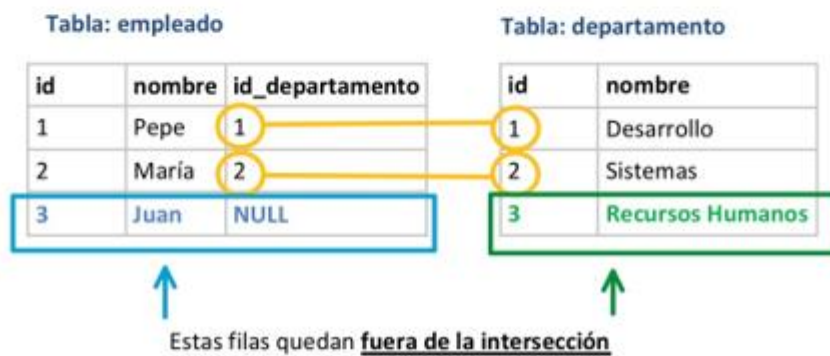 Tabla: empleado
id nombre id_departamento
1 Pepe 1
2 María 2
3 Juan NULL
Tabla: departamento
id nombre
1 Desarrollo
2 Sistemas
3 Recursos Humanos
Estas filas quedan fuera de la intersección